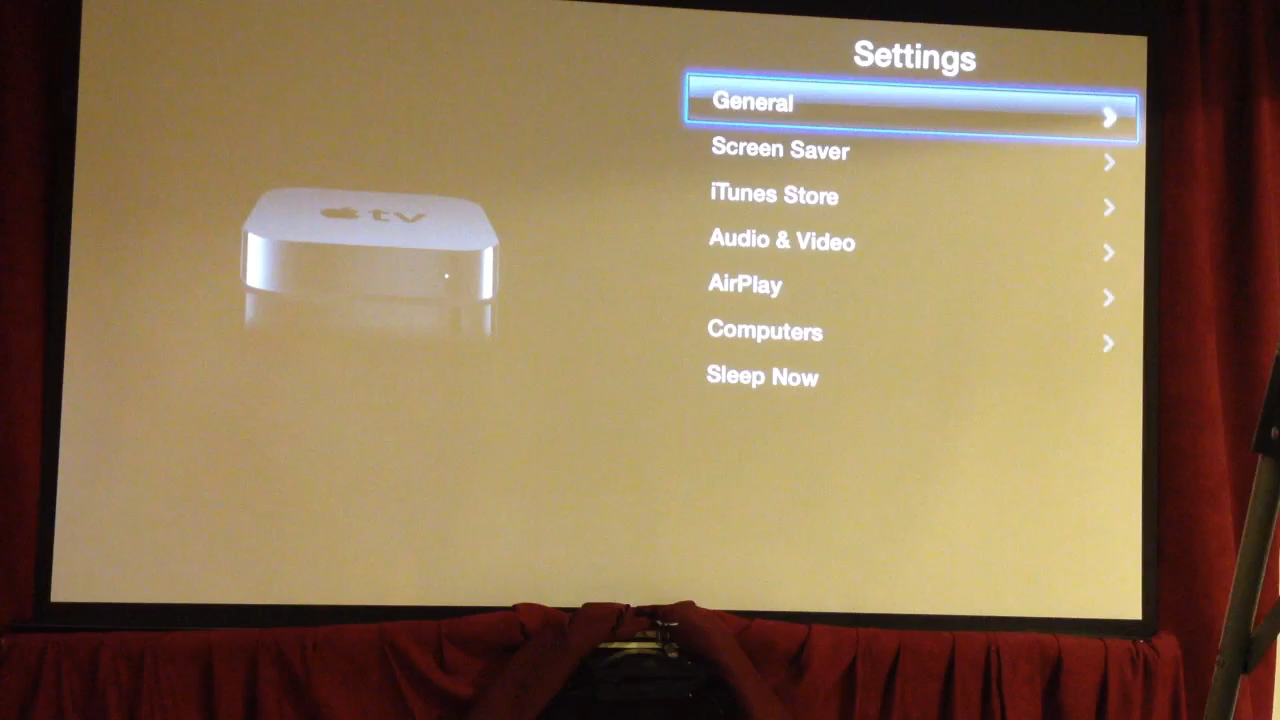 Settings
General
Screen Saver
iTunes Store
Audio & Video
AirPlay
Computers
Sleep Now
tv